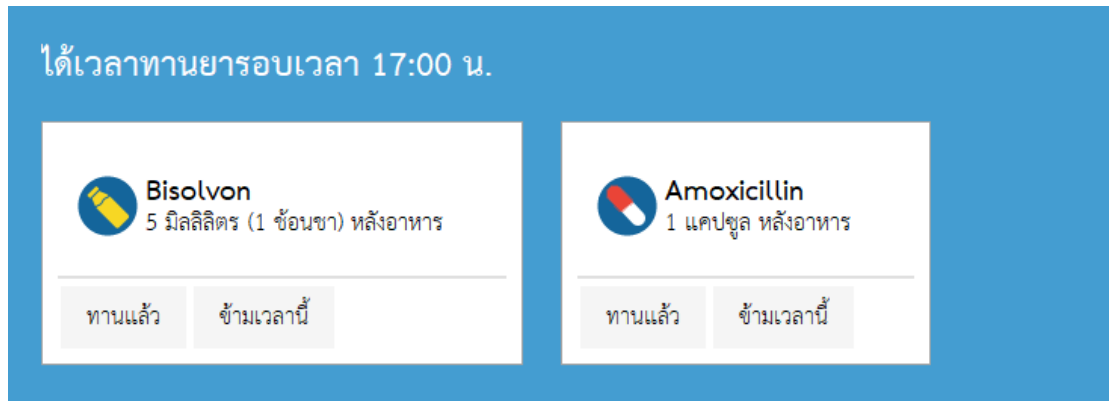 ได้เวลาทานยารอบเวลา 17:00 น.
Bisolvon
5 มิลลิลิตร (1 ช้อนชา) หลังอาหาร
ทานแล้ว ข้ามเวลานี้
Amoxicillin
1 แคปซูล หลังอาหาร
ทานแล้ว ข้ามเวลานี้